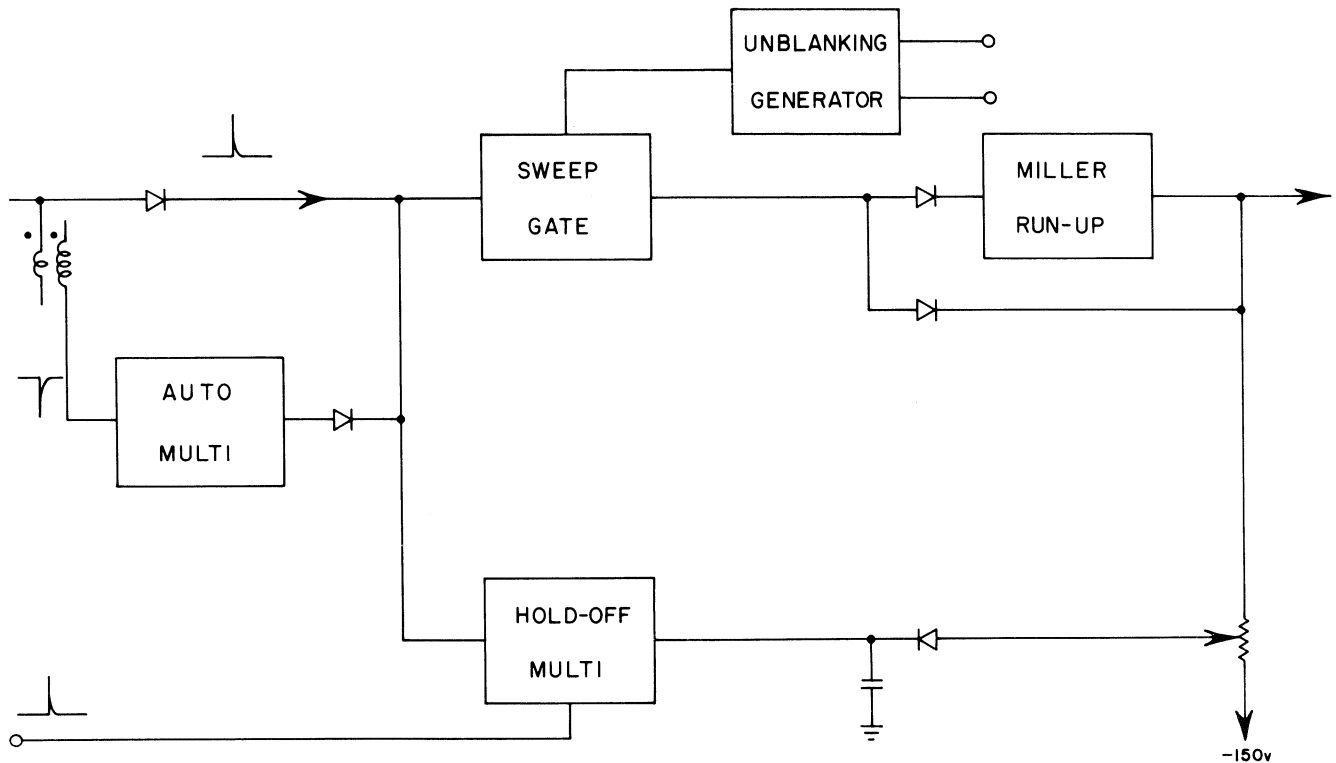 UNBLANKING
GENERATOR
SWEEP
GATE
MILLER
RUN-UP
AUTO
MULTI
HOLD-OFF
MULTI
-150v